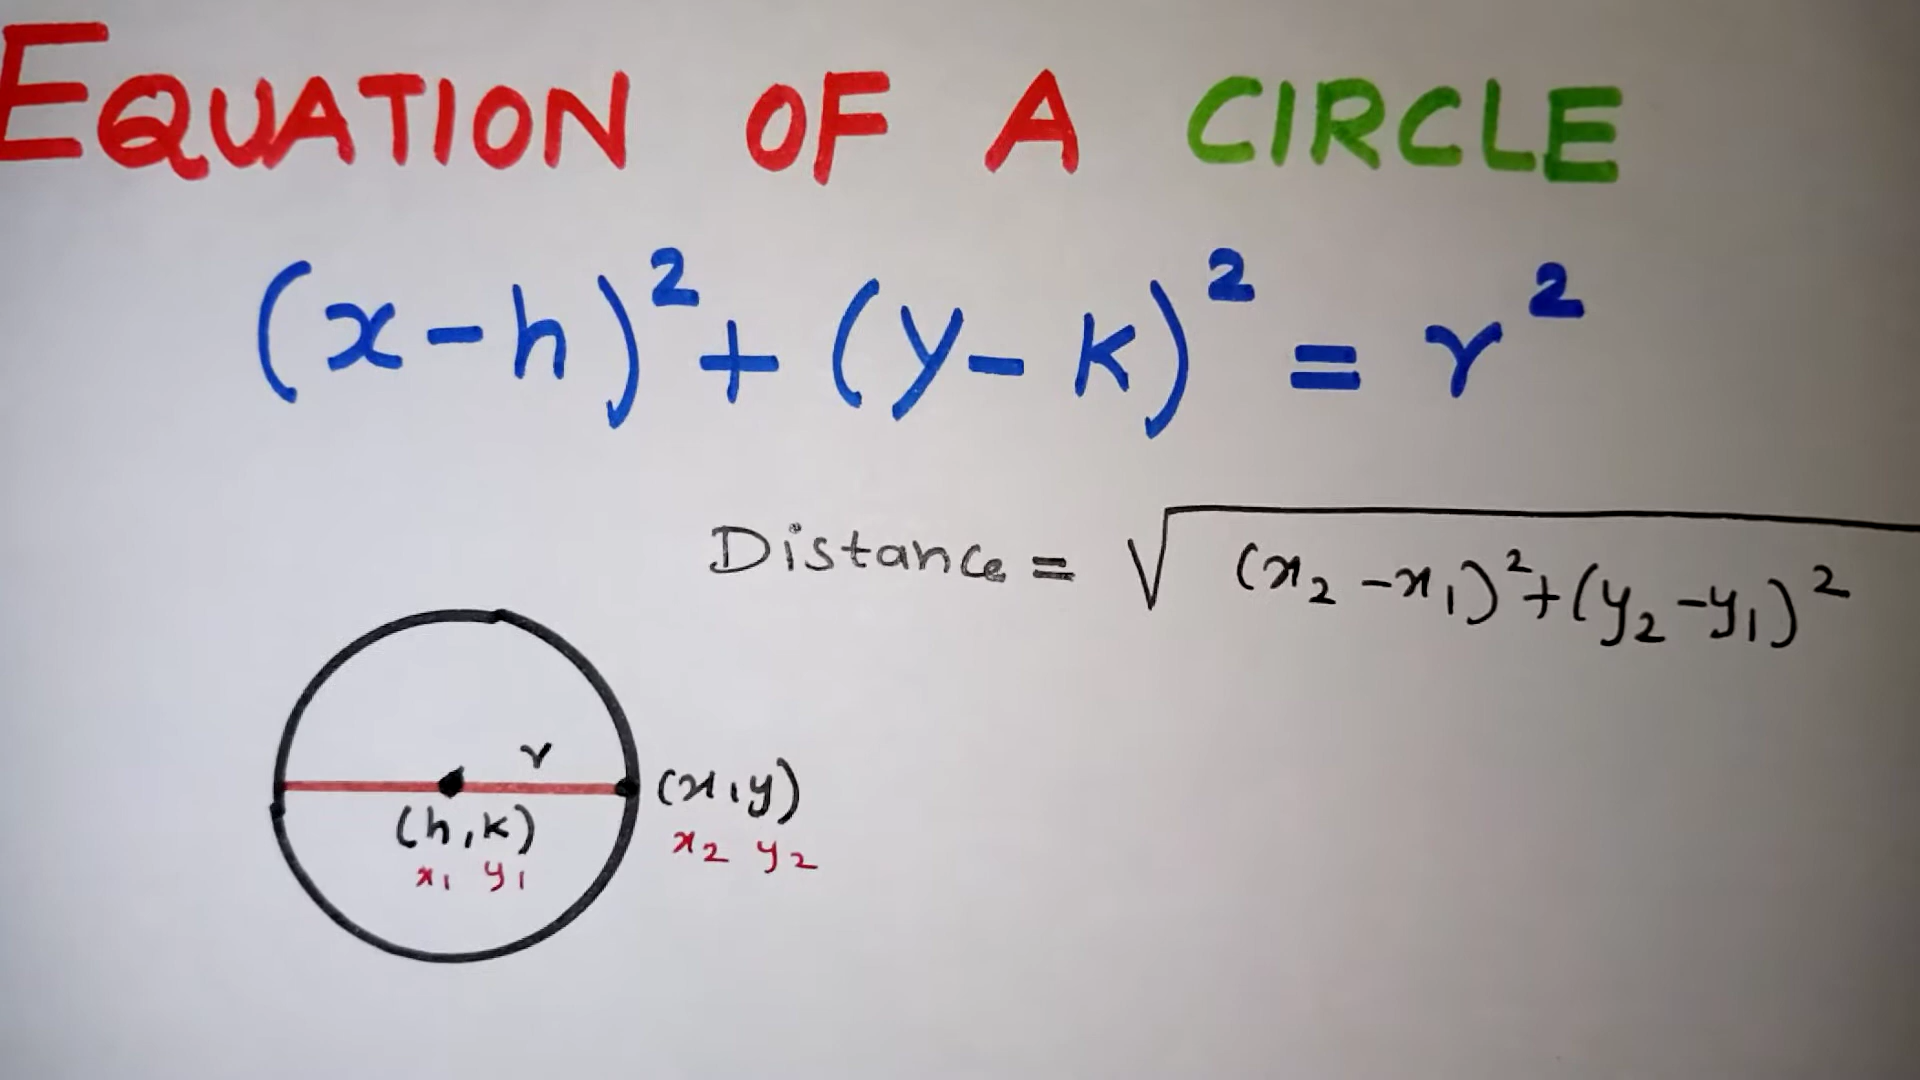 EQUATION OF A CIRCLE
(x-h)²+(y-k)²=r²
Distance = √(x₂-x₁)²+(y₂-y₁)²
r
(h,k)
x₁ y₁
(x,y)
x₂ y₂